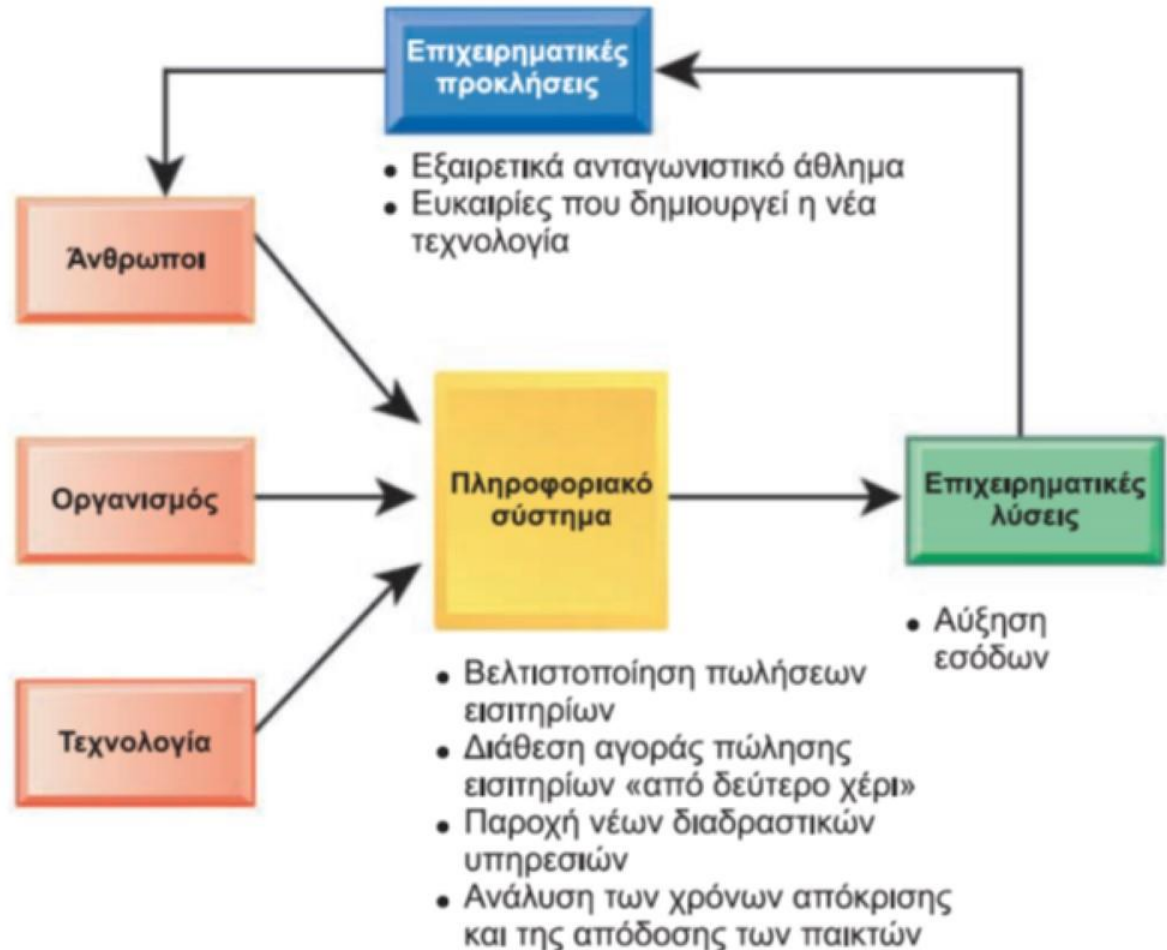 Επιχειρηματικές
προκλήσεις
• Εξαιρετικά ανταγωνιστικό άθλημα
• Ευκαιρίες που δημιουργεί η νέα
τεχνολογία
Άνθρωποι
Οργανισμός
Τεχνολογία
Πληροφοριακό
σύστημα
• Βελτιστοποίηση πωλήσεων
εισιτηρίων
• Διάθεση αγοράς πώλησης
εισιτηρίων «από δεύτερο χέρι»
• Παροχή νέων διαδραστικών
υπηρεσιών
• Ανάλυση των χρόνων απόκρισης
και της απόδοσης των παικτών
Επιχειρηματικές
λύσεις
• Αύξηση
εσόδων